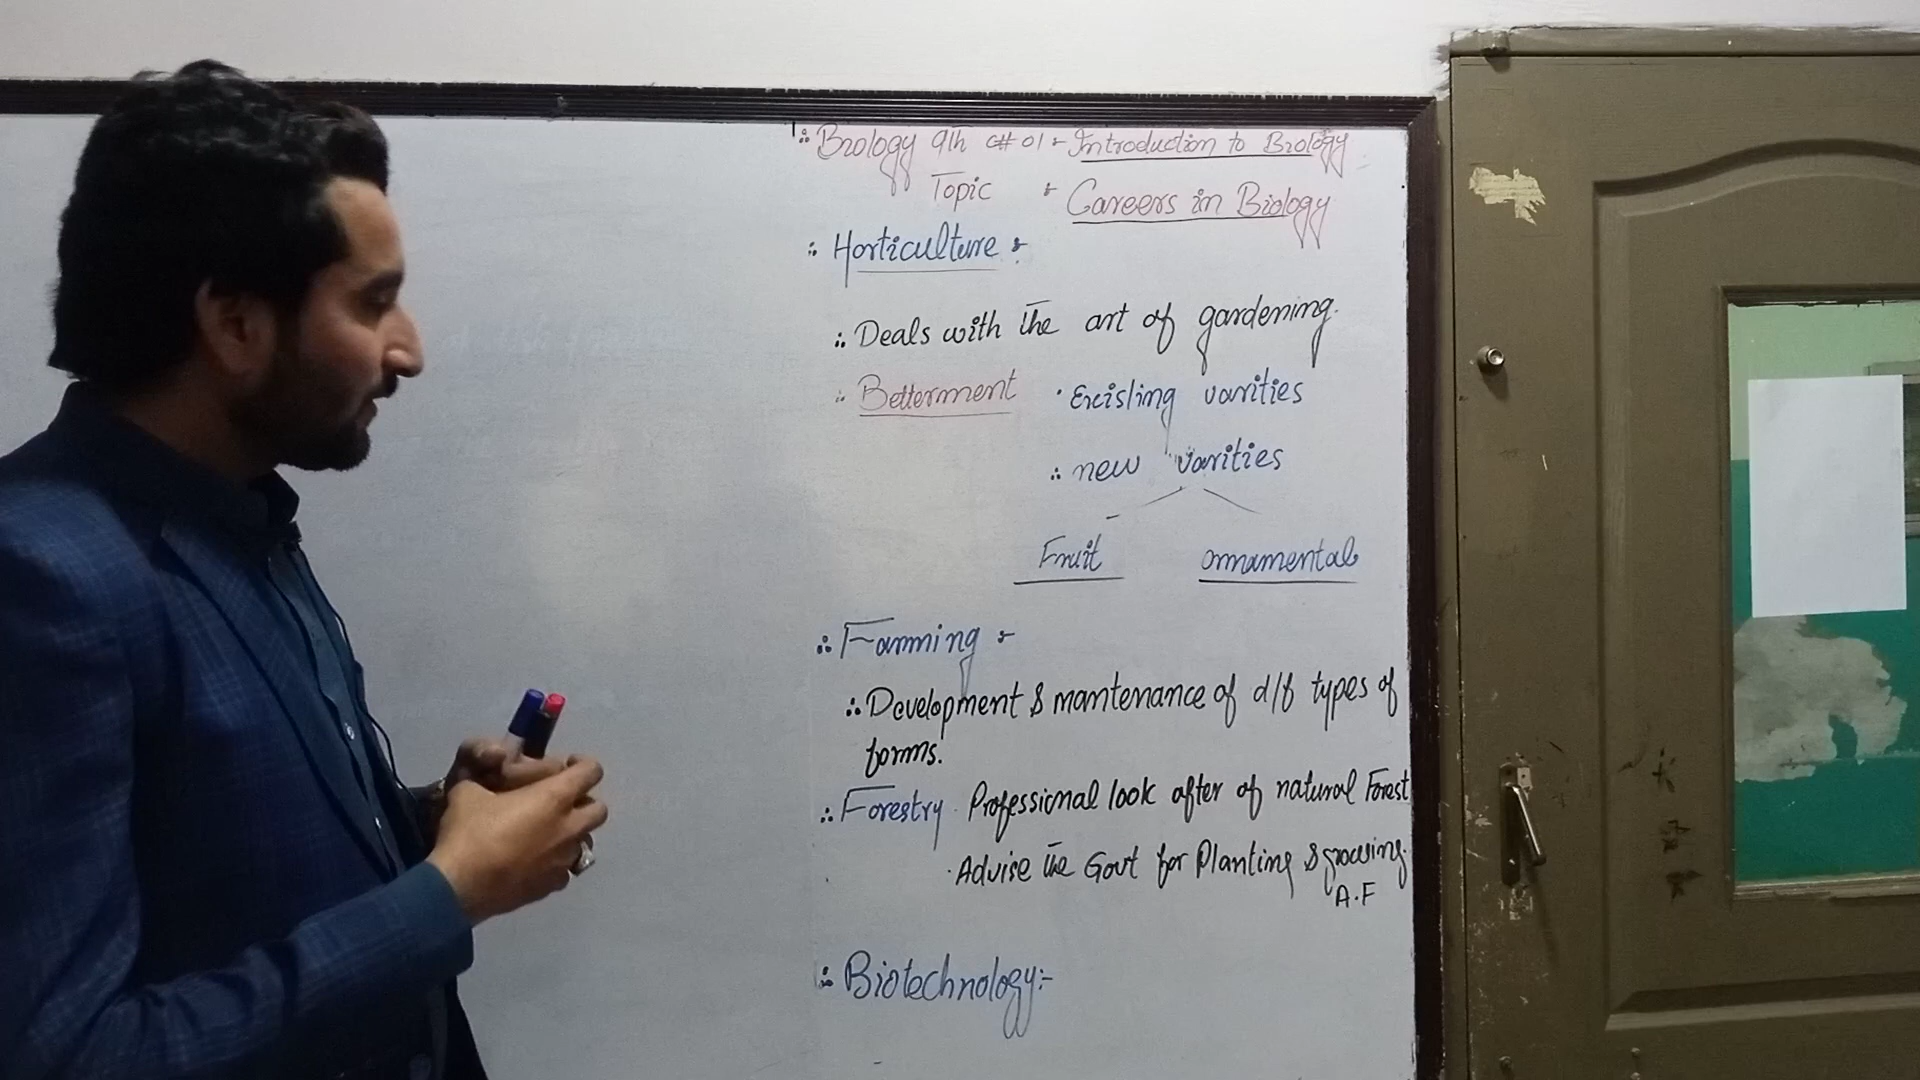 ∴ Biology 9th C# 01 :- Introduction to Biology
Topic :- Careers in Biology
∴ Horticulture :-
∴ Deals with the art of gardening.
∴ Betterment · Existing varities
∴ new varities
Fruit ornamental
∴ Farming :-
∴ Development & mantenance of d/f types of
forms.
∴ Forestry · Professional look after of natural Forest
· Advise the Govt for Planting & growing
A.F
∴ Biotechnology:-